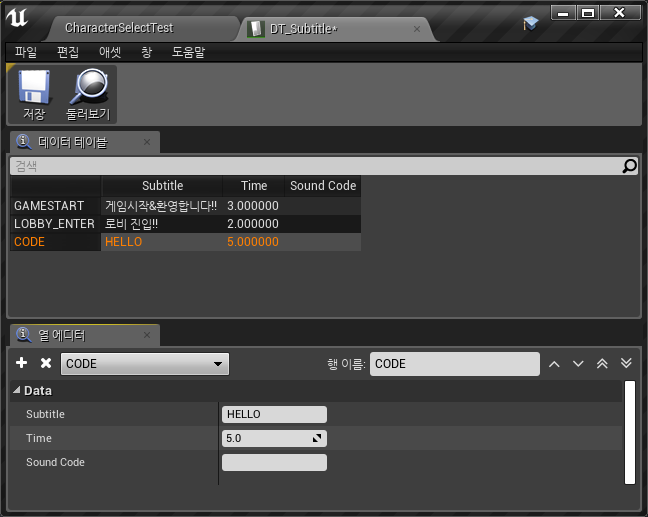 CharacterSelectTest
DT_Subtitle*
파일 편집 애셋 창 도움말
저장 둘러보기
데이터 테이블
검색
Subtitle Time Sound Code
GAMESTART 게임시작&환영합니다!! 3.000000
LOBBY_ENTER 로비 진입!! 2.000000
CODE HELLO 5.000000
열 에디터
CODE 행 이름: CODE
Data
Subtitle HELLO
Time 5.0
Sound Code